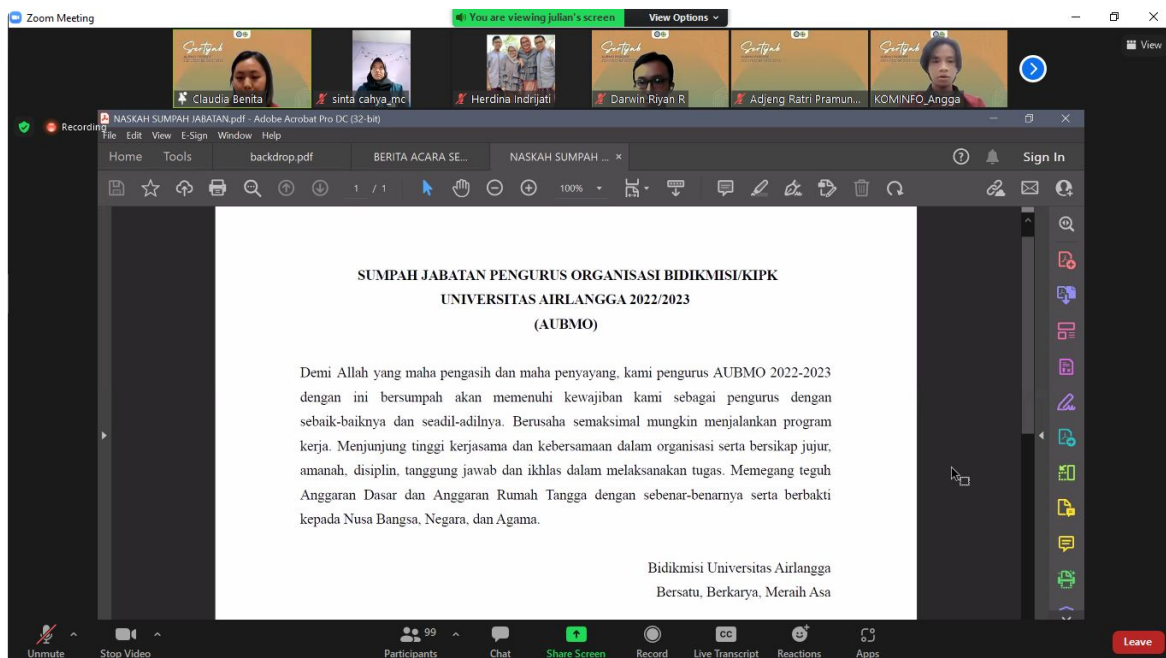 Zoom Meeting
You are viewing julian's screen
View Options
View
Sertijab
Sertijab
Sertijab
Sertijab
Claudia Benita
sinta cahya_mc
Herdina Indrijati
Darwin Riyan R
Adjeng Ratri Pramun...
KOMINFO_Angga
Recording
NASKAH SUMPAH JABATAN.pdf - Adobe Acrobat Pro DC (32-bit)
File Edit View E-Sign Window Help
Home Tools backdrop.pdf BERITA ACARA SE... NASKAH SUMPAH ... × Sign In
1 / 1 100%
SUMPAH JABATAN PENGURUS ORGANISASI BIDIKMISI/KIPK
UNIVERSITAS AIRLANGGA 2022/2023
(AUBMO)
Demi Allah yang maha pengasih dan maha penyayang, kami pengurus AUBMO 2022-2023
dengan ini bersumpah akan memenuhi kewajiban kami sebagai pengurus dengan
sebaik-baiknya dan seadil-adilnya. Berusaha semaksimal mungkin menjalankan program
kerja. Menjunjung tinggi kerjasama dan kebersamaan dalam organisasi serta bersikap jujur,
amanah, disiplin, tanggung jawab dan ikhlas dalam melaksanakan tugas. Memegang teguh
Anggaran Dasar dan Anggaran Rumah Tangga dengan sebenar-benarnya serta berbakti
kepada Nusa Bangsa, Negara, dan Agama.
Bidikmisi Universitas Airlangga
Bersatu, Berkarya, Meraih Asa
99
CC
Unmute
Stop Video
Participants
Chat
Share Screen
Record
Live Transcript
Reactions
Apps
Leave